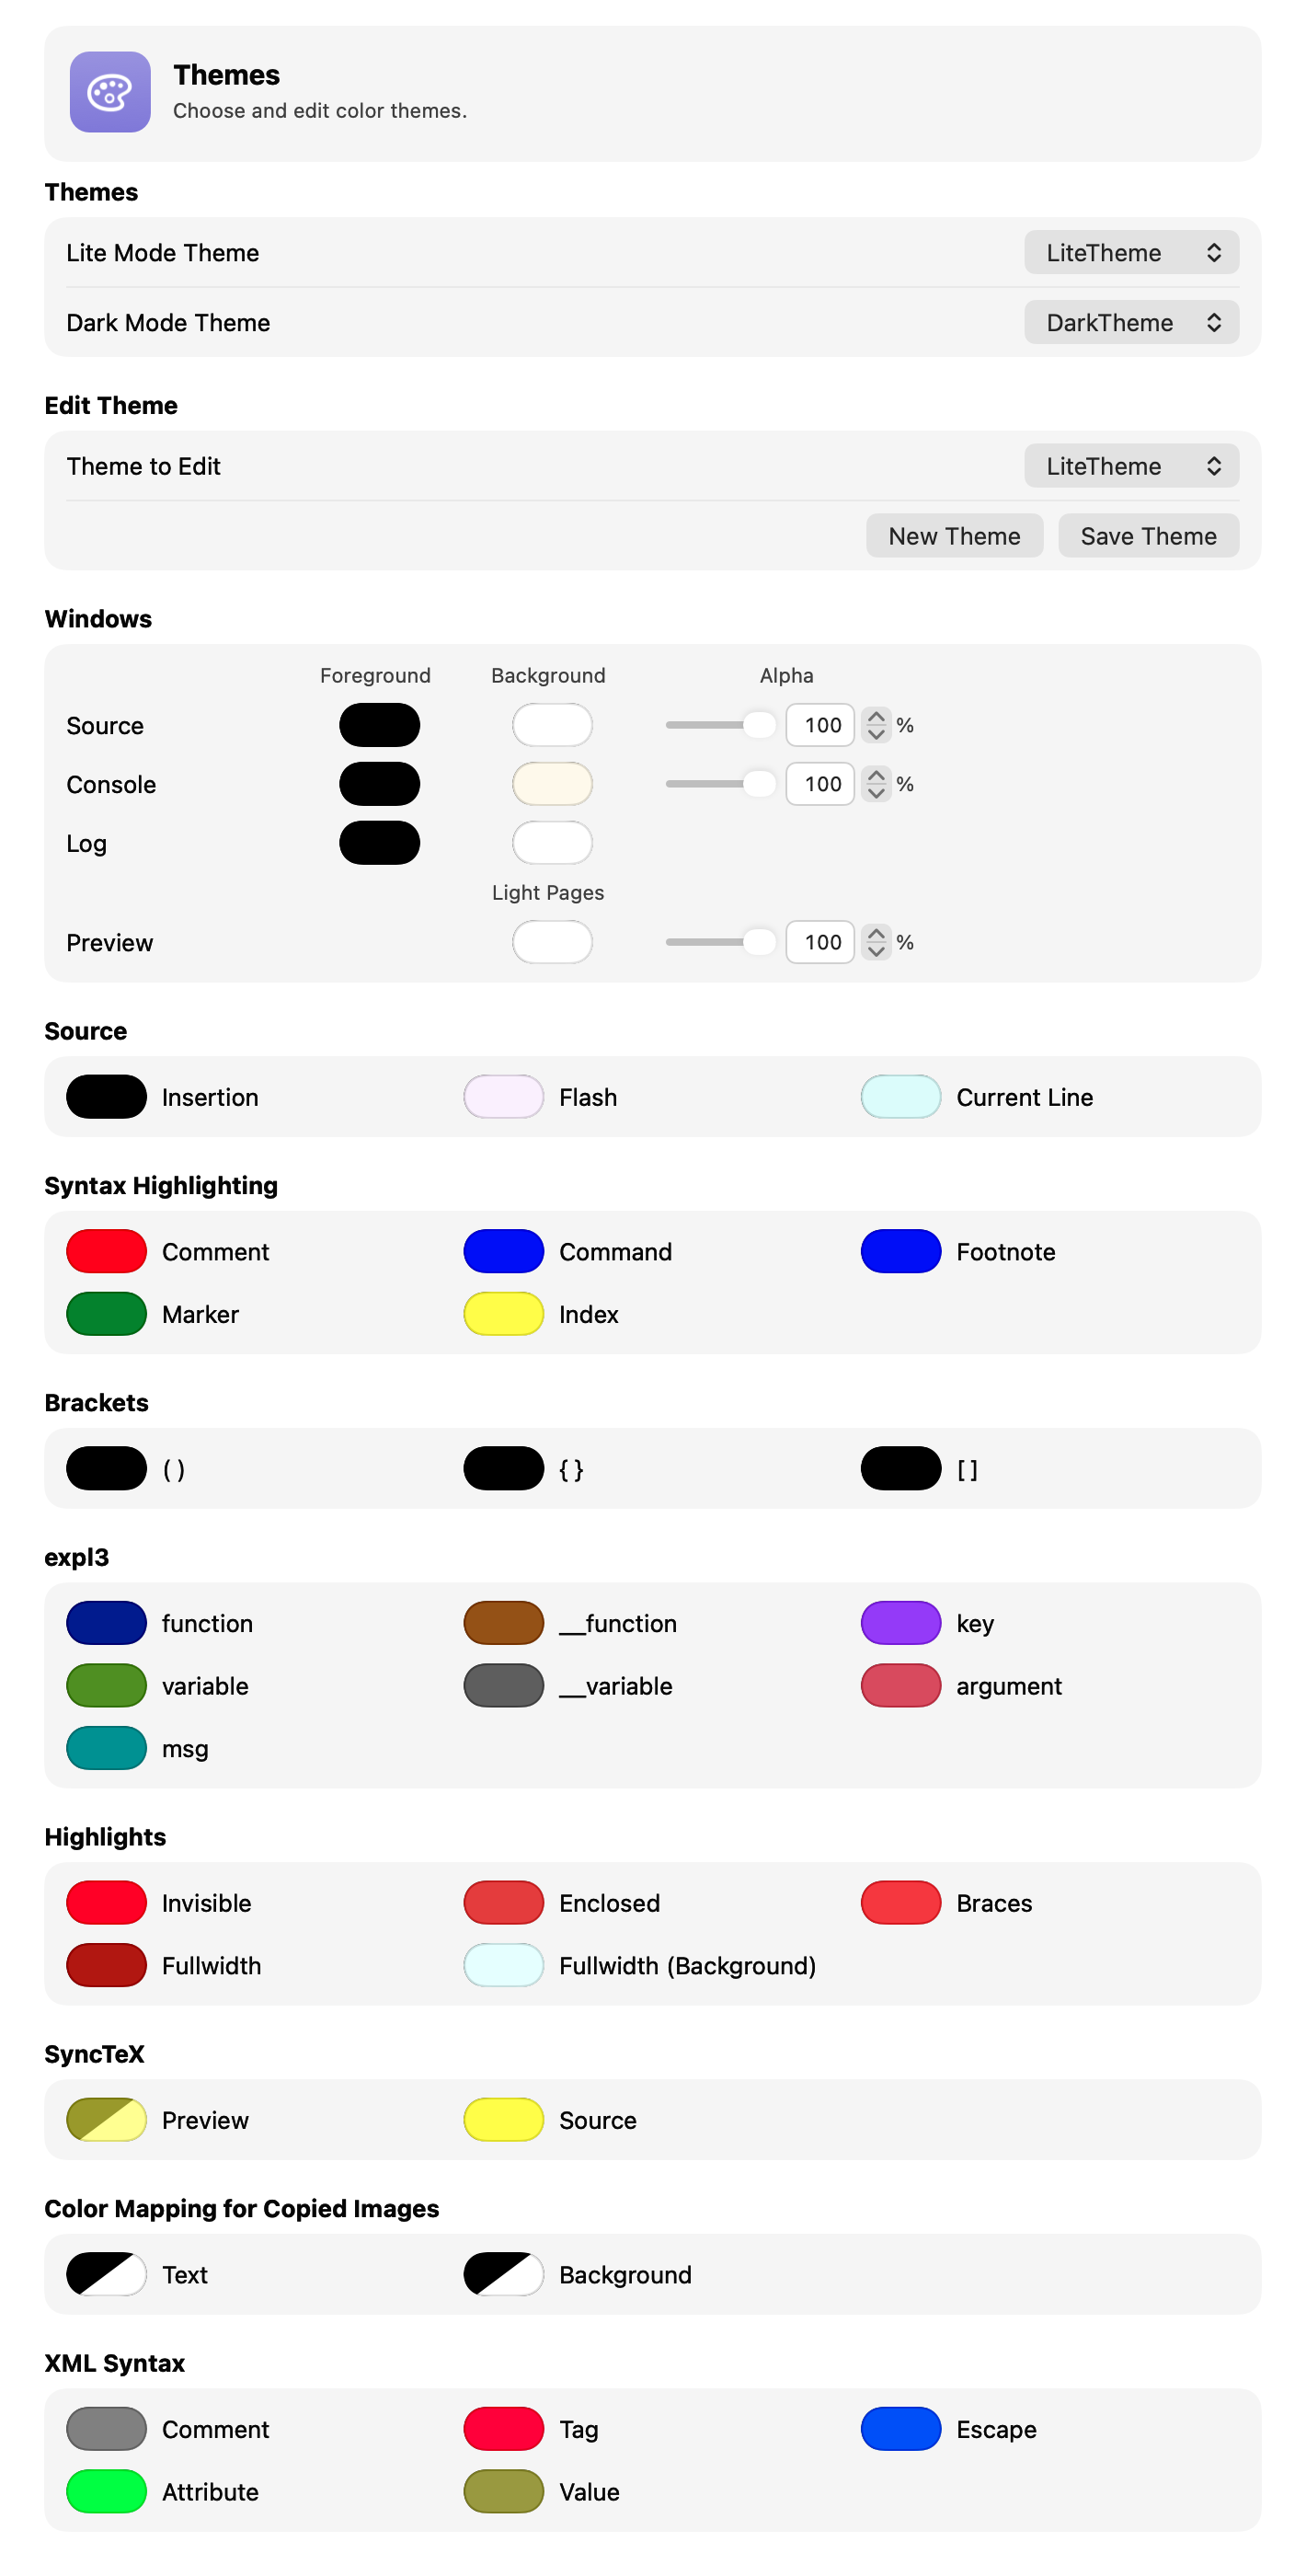 Themes
Choose and edit color themes.
Themes
Lite Mode Theme LiteTheme
Dark Mode Theme DarkTheme
Edit Theme
Theme to Edit LiteTheme
New Theme Save Theme
Windows
Foreground Background Alpha
Source 100 %
Console 100 %
Log
Light Pages
Preview 100 %
Source
Insertion Flash Current Line
Syntax Highlighting
Comment Command Footnote
Marker Index
Brackets
( ) { } [ ]
expl3
function __function key
variable __variable argument
msg
Highlights
Invisible Enclosed Braces
Fullwidth Fullwidth (Background)
SyncTeX
Preview Source
Color Mapping for Copied Images
Text Background
XML Syntax
Comment Tag Escape
Attribute Value